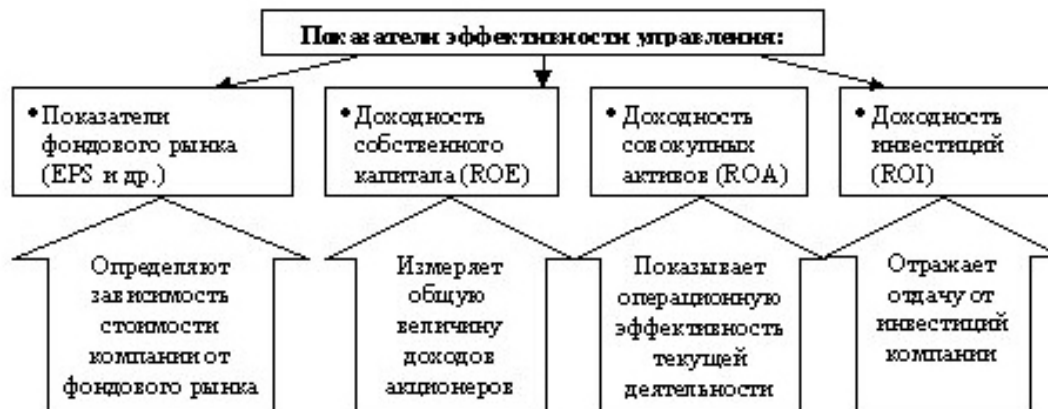 Показатели эффективности управления:
• Показатели
фондового рынка
(EPS и др.)
• Доходность
собственного
капитала (ROE)
• Доходность
совокупных
активов (ROA)
• Доходность
инвестиций
(ROI)
Определяют
зависимость
стоимости
компании от
фондового рынка
Измеряет
общую
величину
доходов
акционеров
Показывает
операционную
эффективность
текущей
деятельности
Отражает
отдачу от
инвестиций
компании